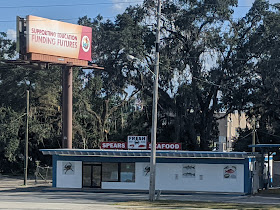 SUPPORTING EDUCATION
FUNDING FUTURES
SPEARS
FRESH
SEAFOOD